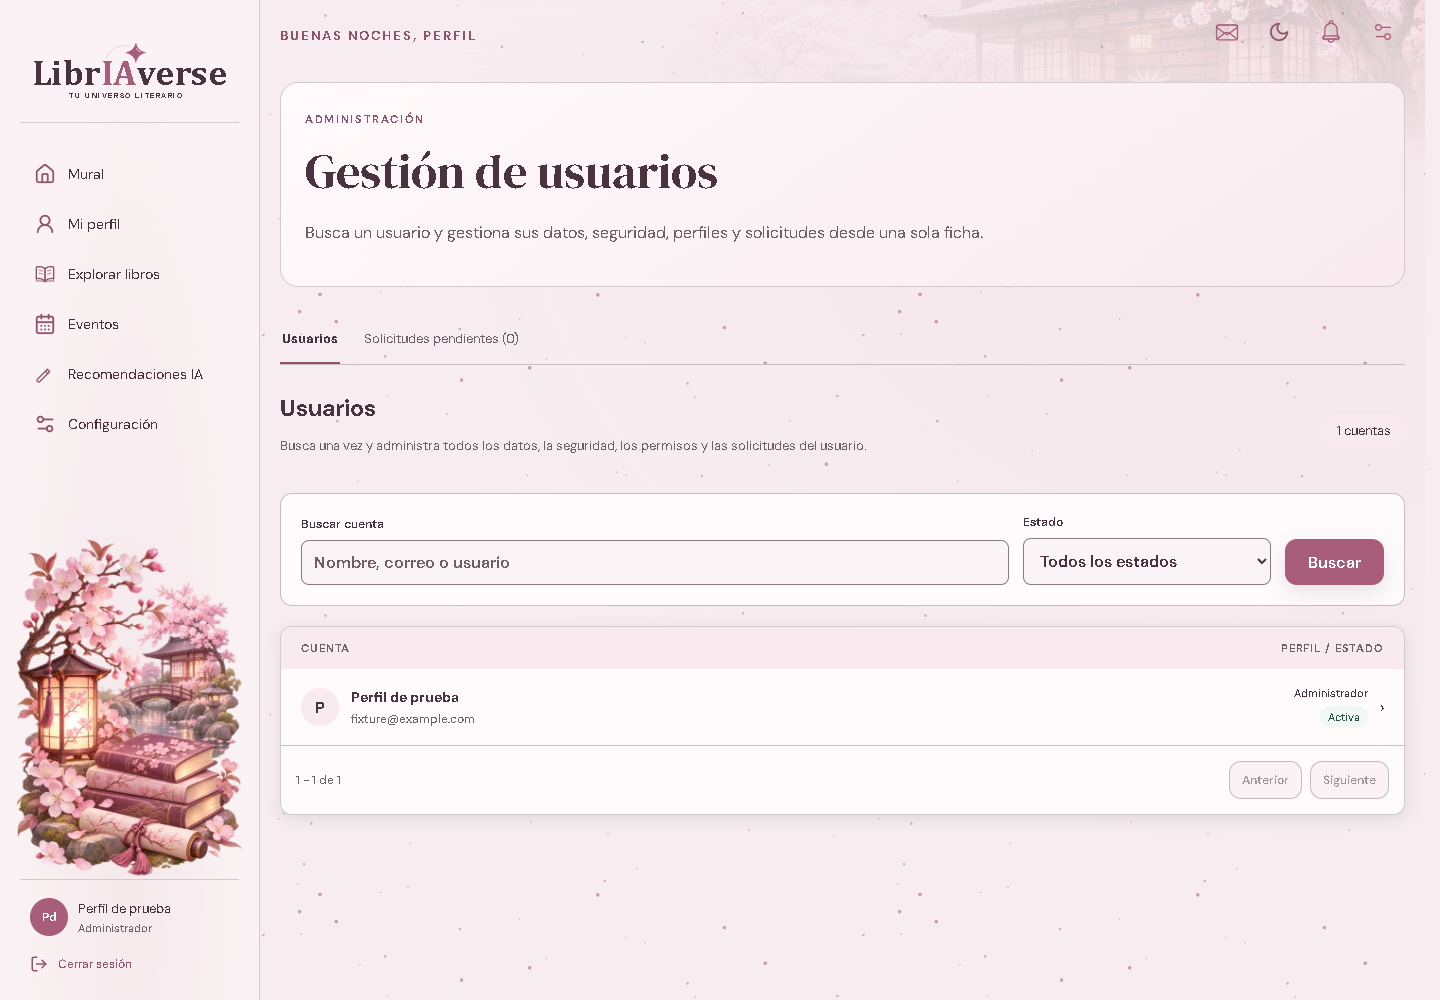 LibrIAverse
TU UNIVERSO LITERARIO
Mural
Mi perfil
Explorar libros
Eventos
Recomendaciones IA
Configuración
Perfil de prueba
Pd
Administrador
Cerrar sesión
BUENAS NOCHES, PERFIL
ADMINISTRACIÓN
Gestión de usuarios
Busca un usuario y gestiona sus datos, seguridad, perfiles y solicitudes desde una sola ficha.
Usuarios
Solicitudes pendientes (0)
Usuarios
Busca una vez y administra todos los datos, la seguridad, los permisos y las solicitudes del usuario.
1 cuentas
Buscar cuenta
Nombre, correo o usuario
Estado
Todos los estados
Buscar
CUENTA
PERFIL / ESTADO
P
Perfil de prueba
fixture@example.com
Administrador
Activa
1 – 1 de 1
Anterior
Siguiente